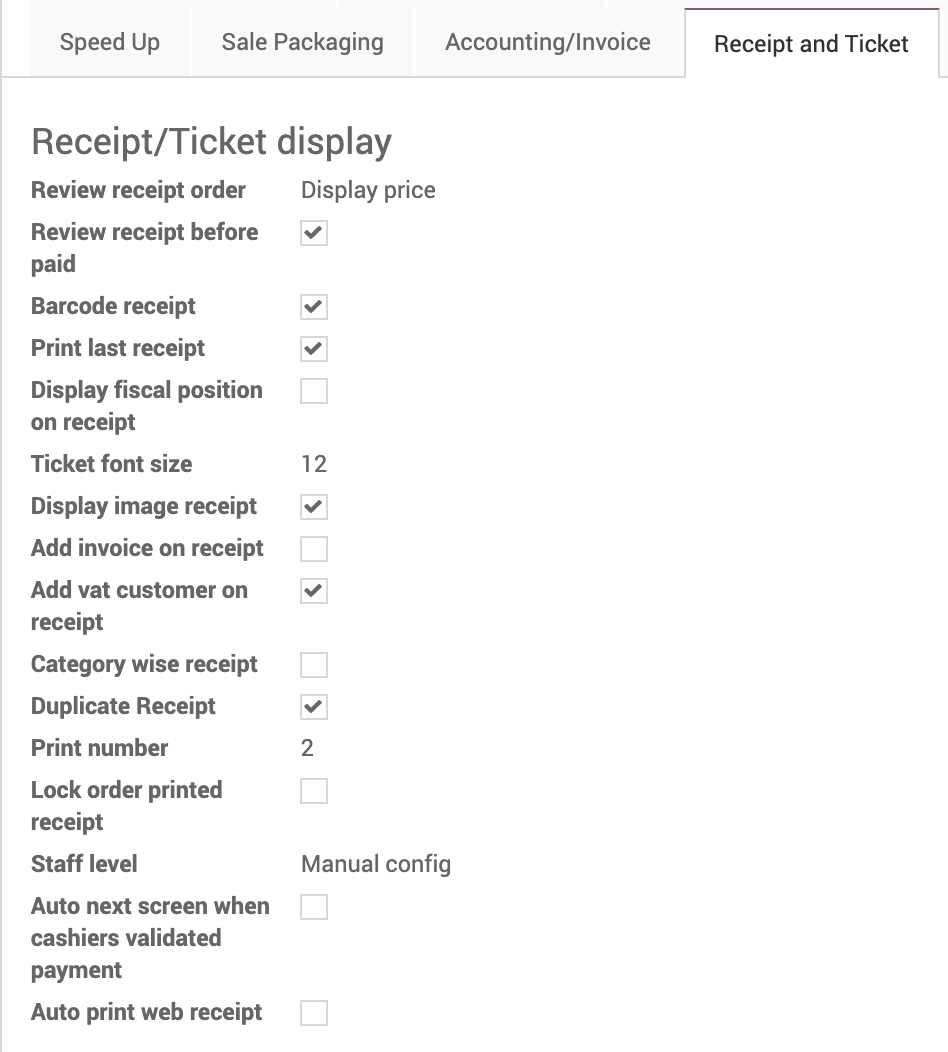 Speed Up Sale Packaging Accounting/Invoice Receipt and Ticket
Receipt/Ticket display
Review receipt order Display price
Review receipt before
paid
Barcode receipt
Print last receipt
Display fiscal position
on receipt
Ticket font size 12
Display image receipt
Add invoice on receipt
Add vat customer on
receipt
Category wise receipt
Duplicate Receipt
Print number 2
Lock order printed
receipt
Staff level Manual config
Auto next screen when
cashiers validated
payment
Auto print web receipt